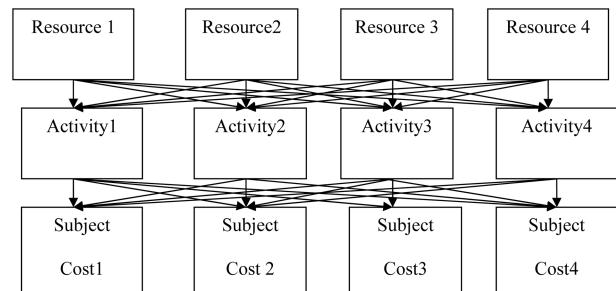 Resource 1 Resource2 Resource 3 Resource 4
Activity1 Activity2 Activity3 Activity4
Subject Subject Subject Subject
Cost1 Cost 2 Cost3 Cost4